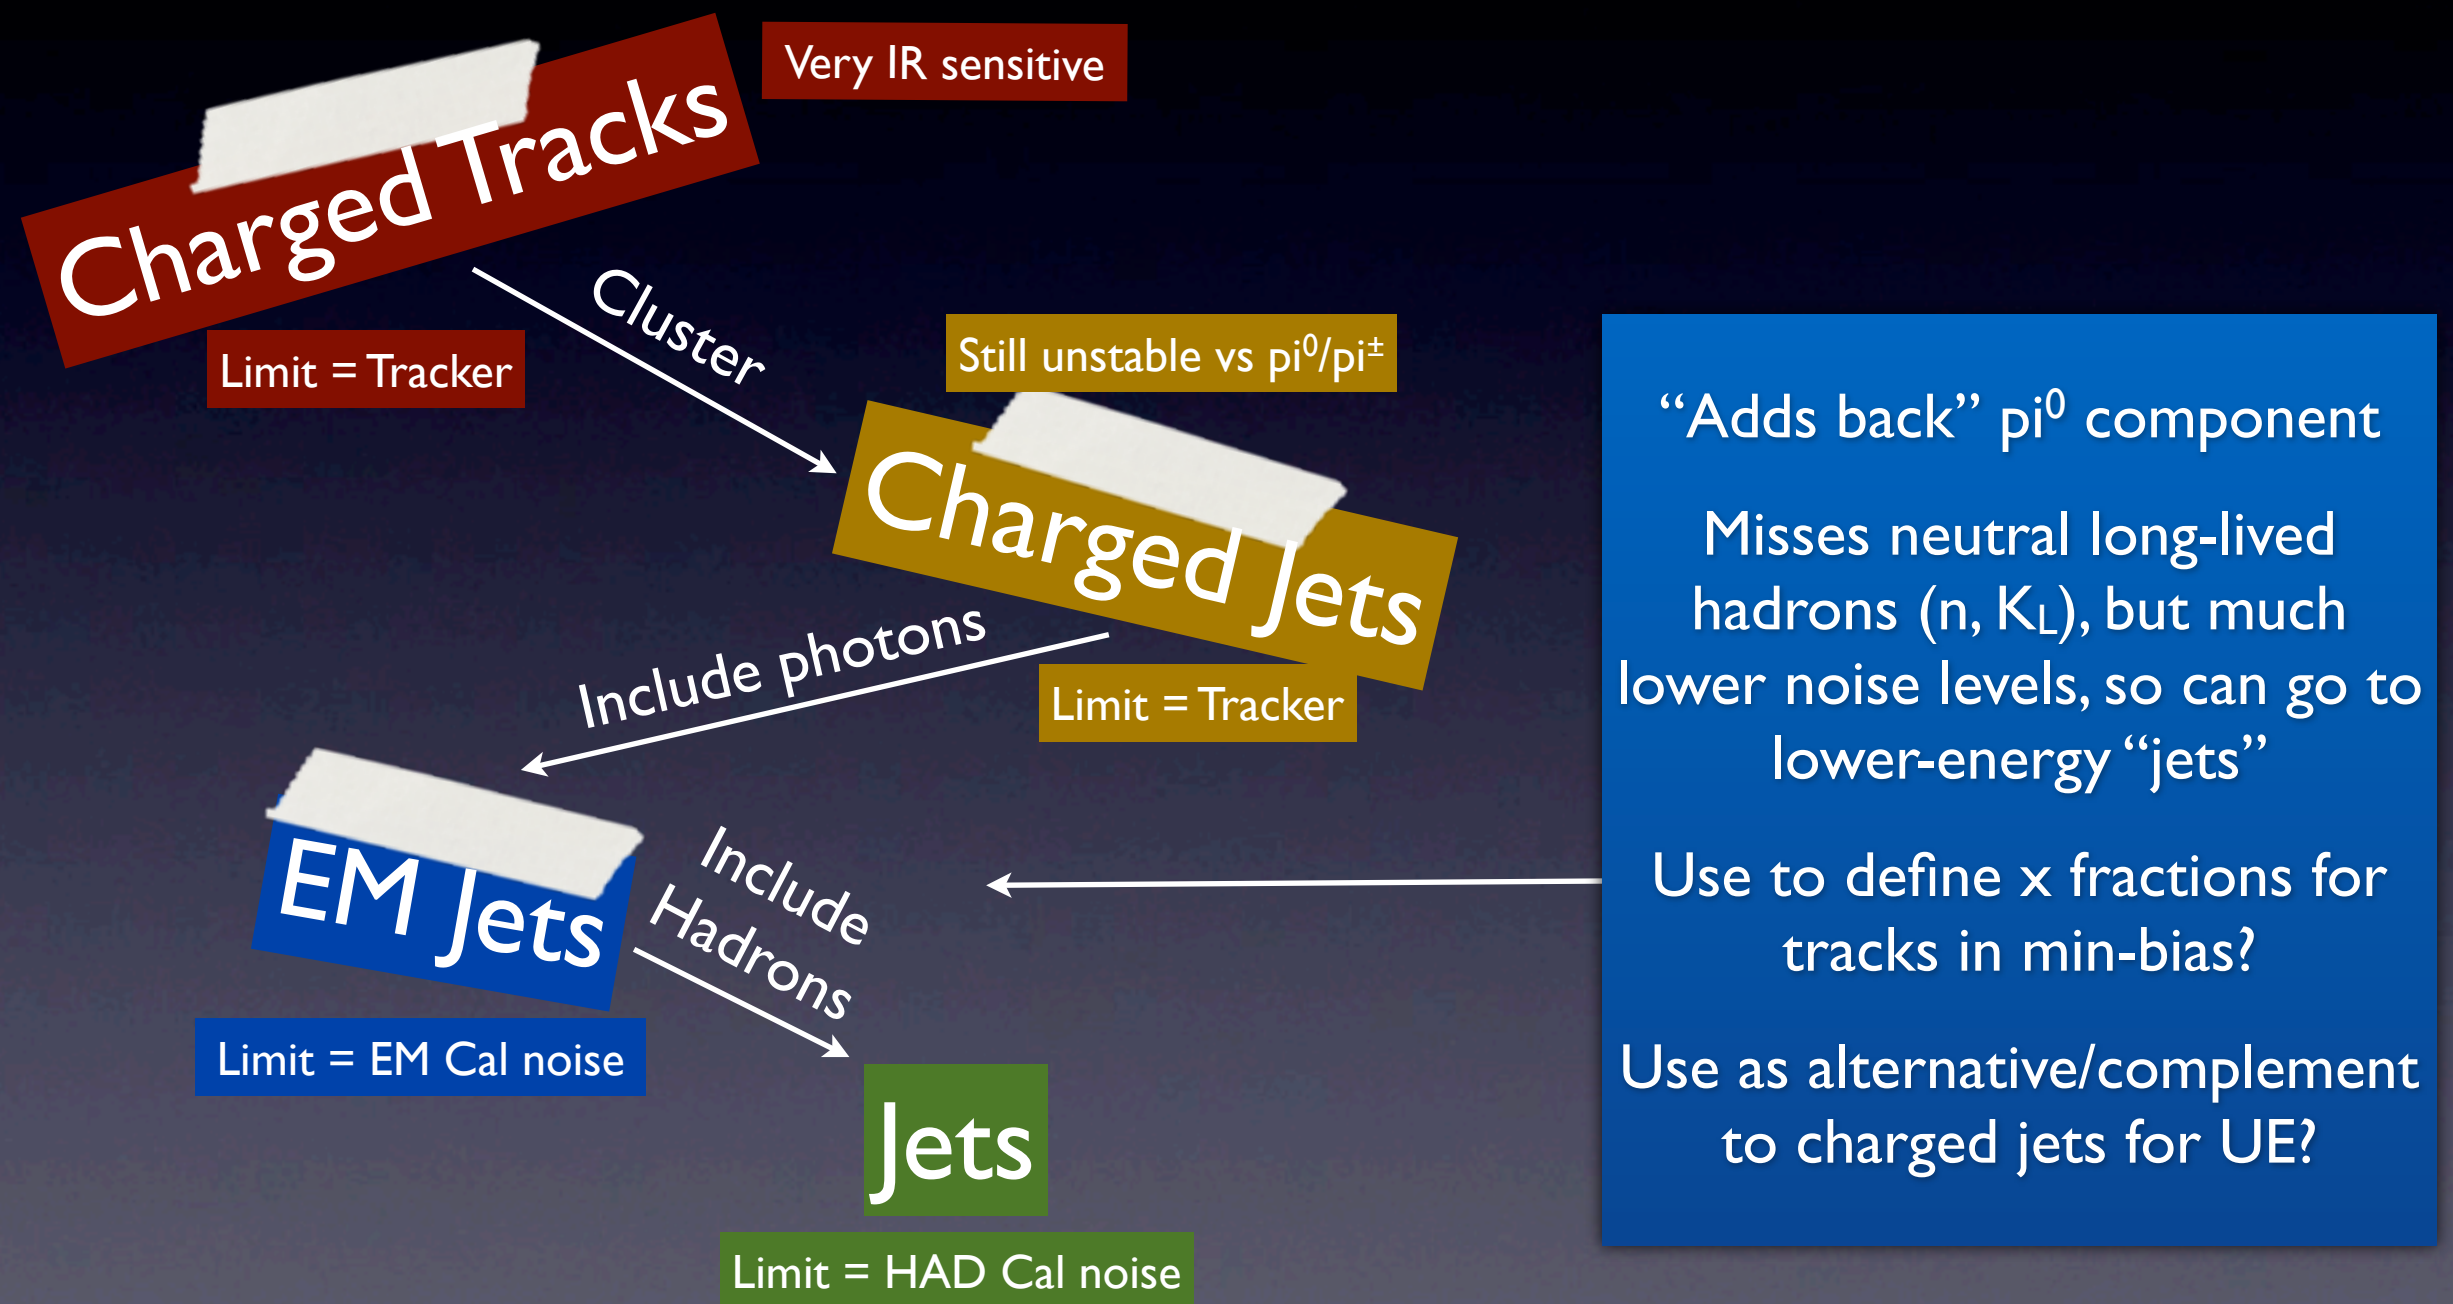 Very IR sensitive
Charged Tracks
Limit = Tracker
Cluster
Still unstable vs pi⁰/pi±
Charged Jets
Limit = Tracker
Include photons
EM Jets
Limit = EM Cal noise
Include
Hadrons
Jets
Limit = HAD Cal noise
“Adds back” pi⁰ component
Misses neutral long-lived
hadrons (n, K_L), but much
lower noise levels, so can go to
lower-energy “jets”
Use to define x fractions for
tracks in min-bias?
Use as alternative/complement
to charged jets for UE?